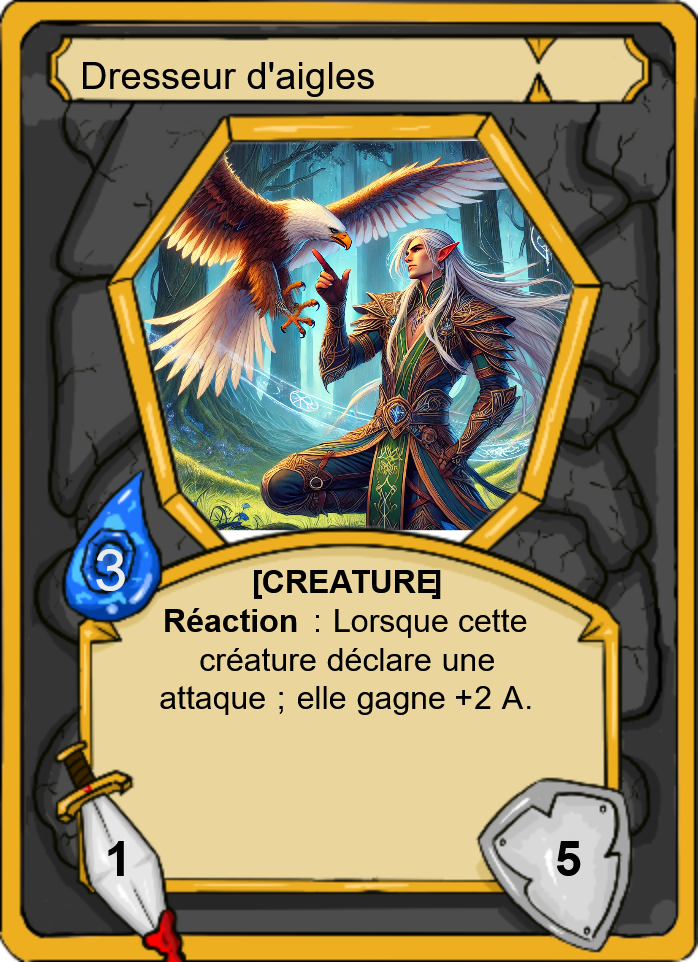 Dresseur d'aigles
3
[CREATURE]
Réaction : Lorsque cette
créature déclare une
attaque ; elle gagne +2 A.
1
5